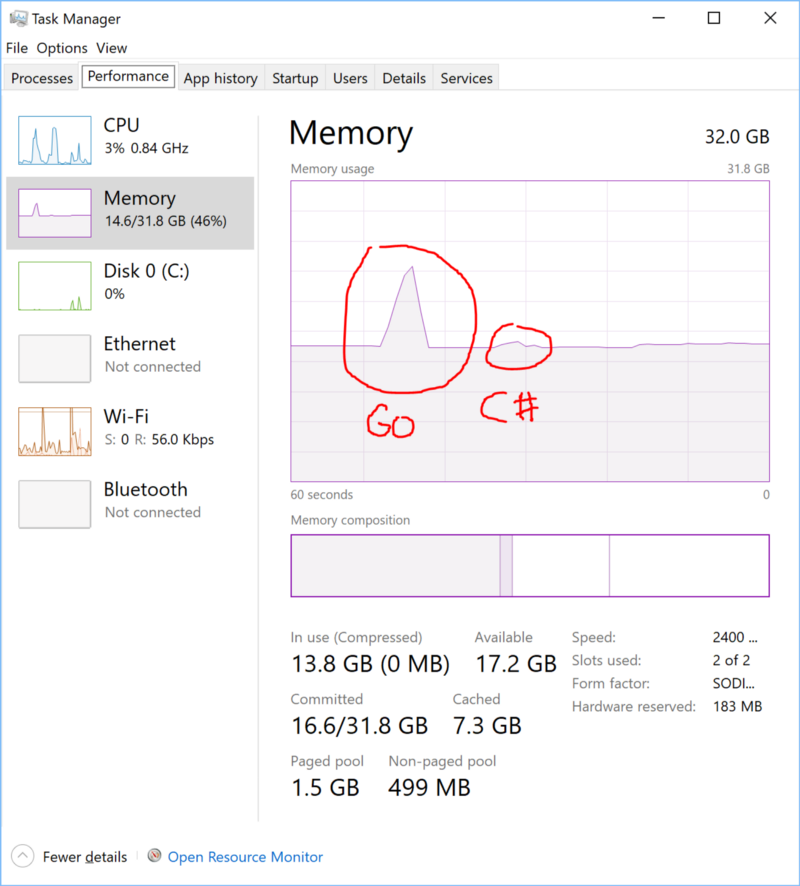 Task Manager
File Options View
Processes Performance App history Startup Users Details Services
CPU
3% 0.84 GHz
Memory
14.6/31.8 GB (46%)
Disk 0 (C:)
0%
Ethernet
Not connected
Wi-Fi
S: 0 R: 56.0 Kbps
Bluetooth
Not connected
Memory 32.0 GB
Memory usage 31.8 GB
GO
C#
60 seconds 0
Memory composition
In use (Compressed) Available
13.8 GB (0 MB) 17.2 GB
Committed Cached
16.6/31.8 GB 7.3 GB
Paged pool Non-paged pool
1.5 GB 499 MB
Speed: 2400 ...
Slots used: 2 of 2
Form factor: SODI...
Hardware reserved: 183 MB
Fewer details Open Resource Monitor